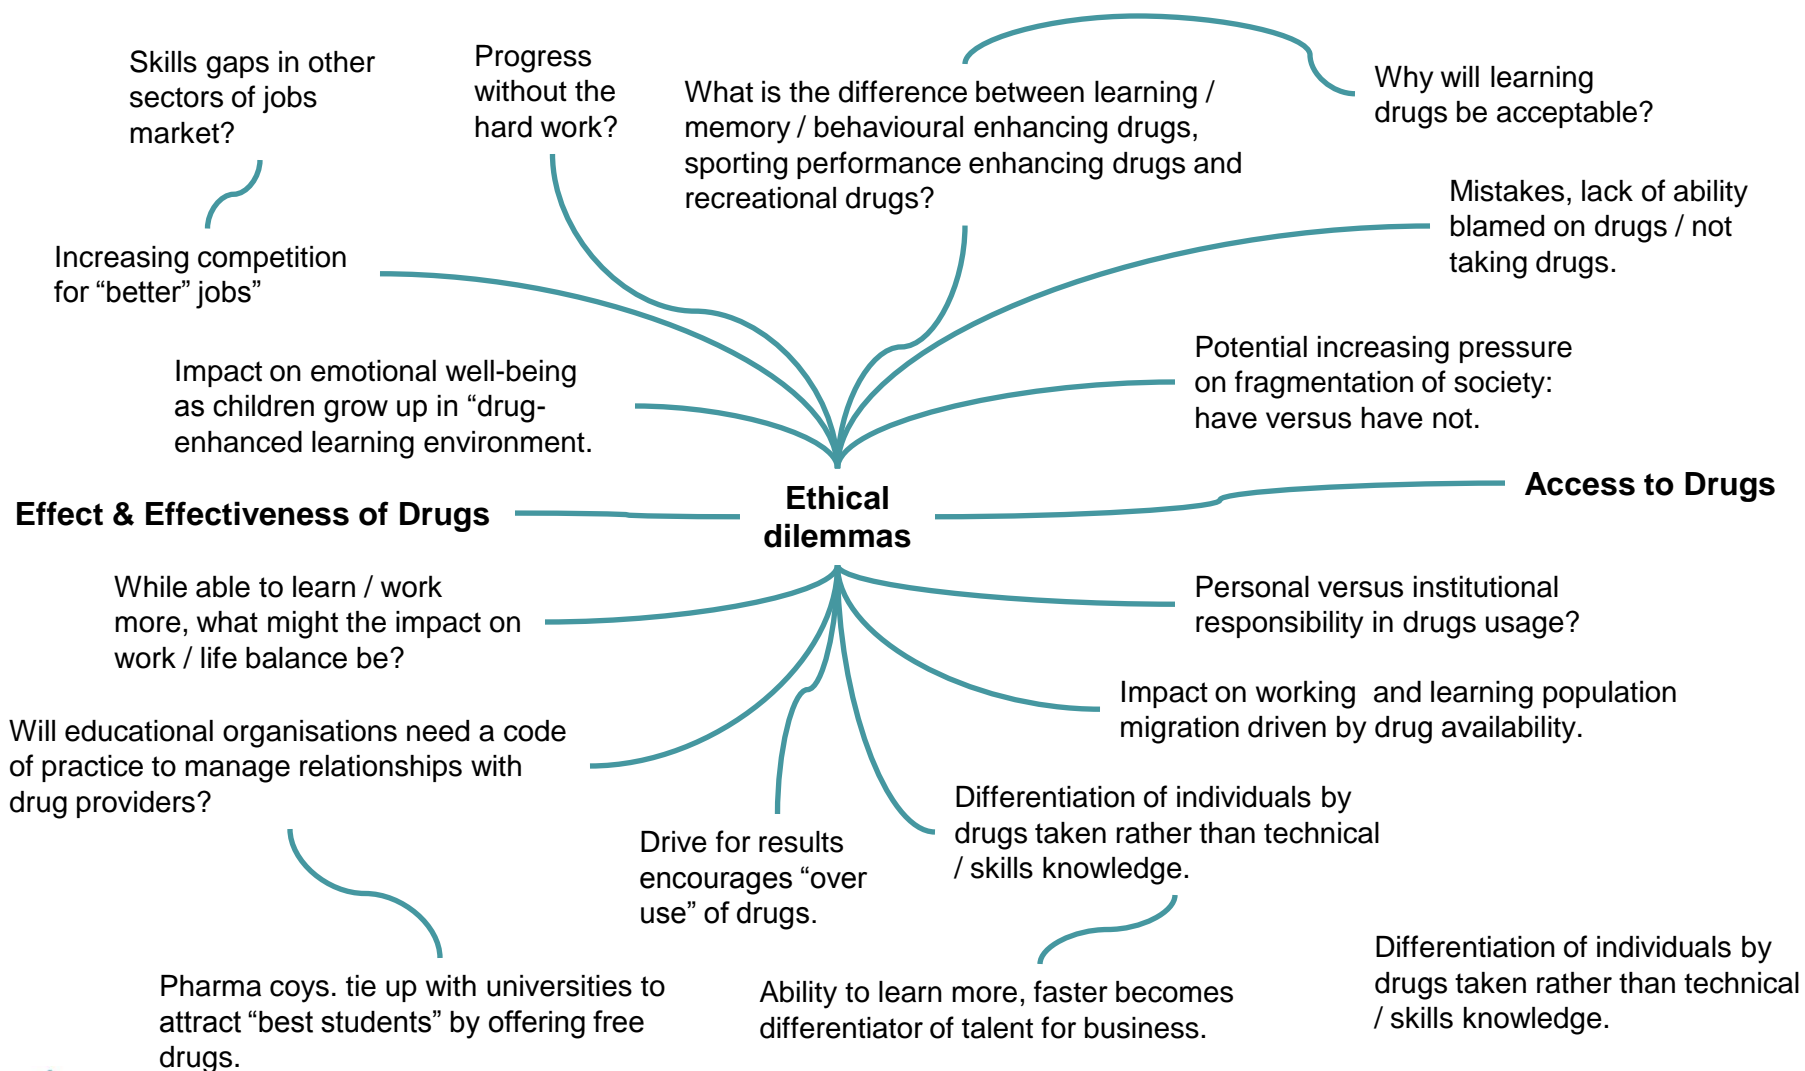 Skills gaps in other
sectors of jobs
market?
Progress
without the
hard work?
What is the difference between learning /
memory / behavioural enhancing drugs,
sporting performance enhancing drugs and
recreational drugs?
Why will learning
drugs be acceptable?
Mistakes, lack of ability
blamed on drugs / not
taking drugs.
Increasing competition
for “better” jobs”
Potential increasing pressure
on fragmentation of society:
have versus have not.
Impact on emotional well-being
as children grow up in “drug-
enhanced learning environment.
Effect & Effectiveness of Drugs
Ethical
dilemmas
Access to Drugs
While able to learn / work
more, what might the impact on
work / life balance be?
Personal versus institutional
responsibility in drugs usage?
Impact on working  and learning population
migration driven by drug availability.
Will educational organisations need a code
of practice to manage relationships with
drug providers?
Differentiation of individuals by
drugs taken rather than technical
/ skills knowledge.
Drive for results
encourages “over
use” of drugs.
Pharma coys. tie up with universities to
attract “best students” by offering free
drugs.
Ability to learn more, faster becomes
differentiator of talent for business.
Differentiation of individuals by
drugs taken rather than technical
/ skills knowledge.